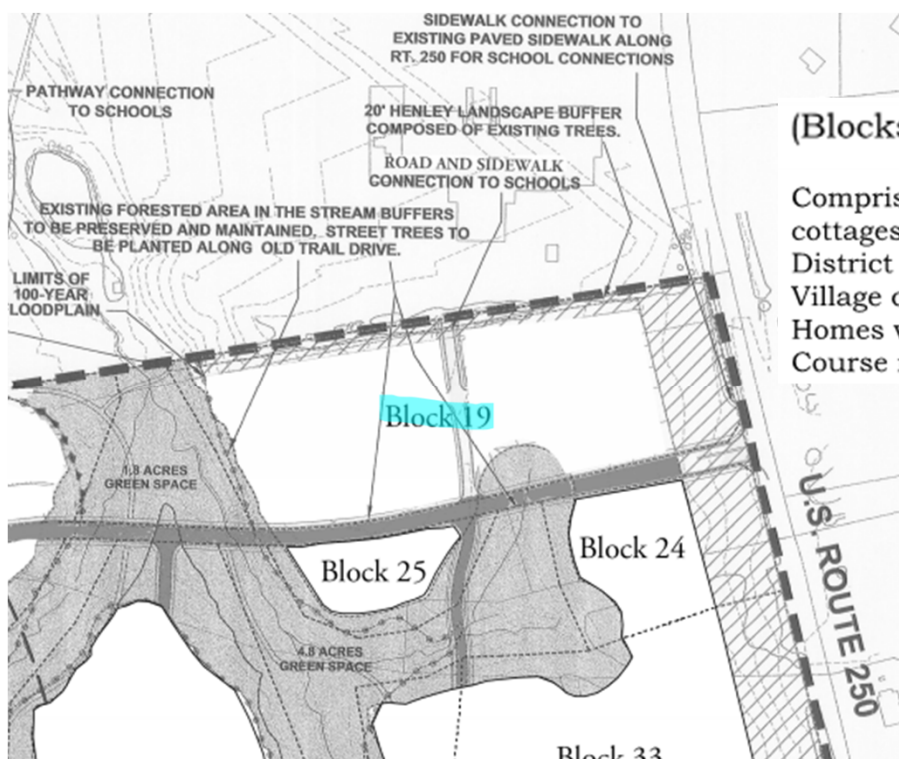 SIDEWALK CONNECTION TO
EXISTING PAVED SIDEWALK ALONG
RT. 250 FOR SCHOOL CONNECTIONS
PATHWAY CONNECTION
TO SCHOOLS
20' HENLEY LANDSCAPE BUFFER
COMPOSED OF EXISTING TREES.
ROAD AND SIDEWALK
CONNECTION TO SCHOOLS
EXISTING FORESTED AREA IN THE STREAM BUFFERS
TO BE PRESERVED AND MAINTAINED, STREET TREES TO
BE PLANTED ALONG OLD TRAIL DRIVE.
LIMITS OF
100-YEAR
LOODPLAIN
(Blocks
Compris
cottages
District
Village o
Homes
Course
Block 19
1.8 ACRES
GREEN SPACE
Block 25
Block 24
4.8 ACRES
GREEN SPACE
U.S. ROUTE 250
Block 33